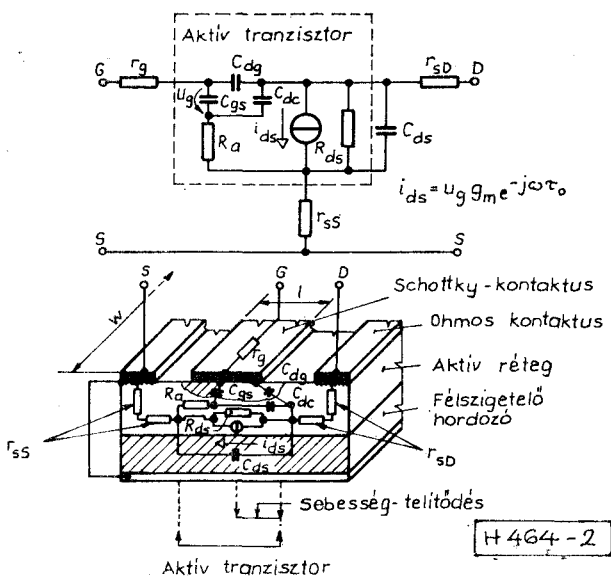 Aktív tranzisztor
G
r_g
C_dg
r_sD
D
u_g
C_gs
C_dc
i_ds
R_a
R_ds
C_ds
i_ds = u_g g_m e^-jωτ₀
r_sS
S
S
S
G
l
D
Schottky-kontaktus
w
Ohmos kontaktus
r_g
C_dg
Aktív réteg
R_a
C_gs
C_dc
Félszigetelő
hordozó
R_ds
r_sS
i_ds
C_ds
r_sD
Sebesség-telítődés
H464-2
Aktív tranzisztor